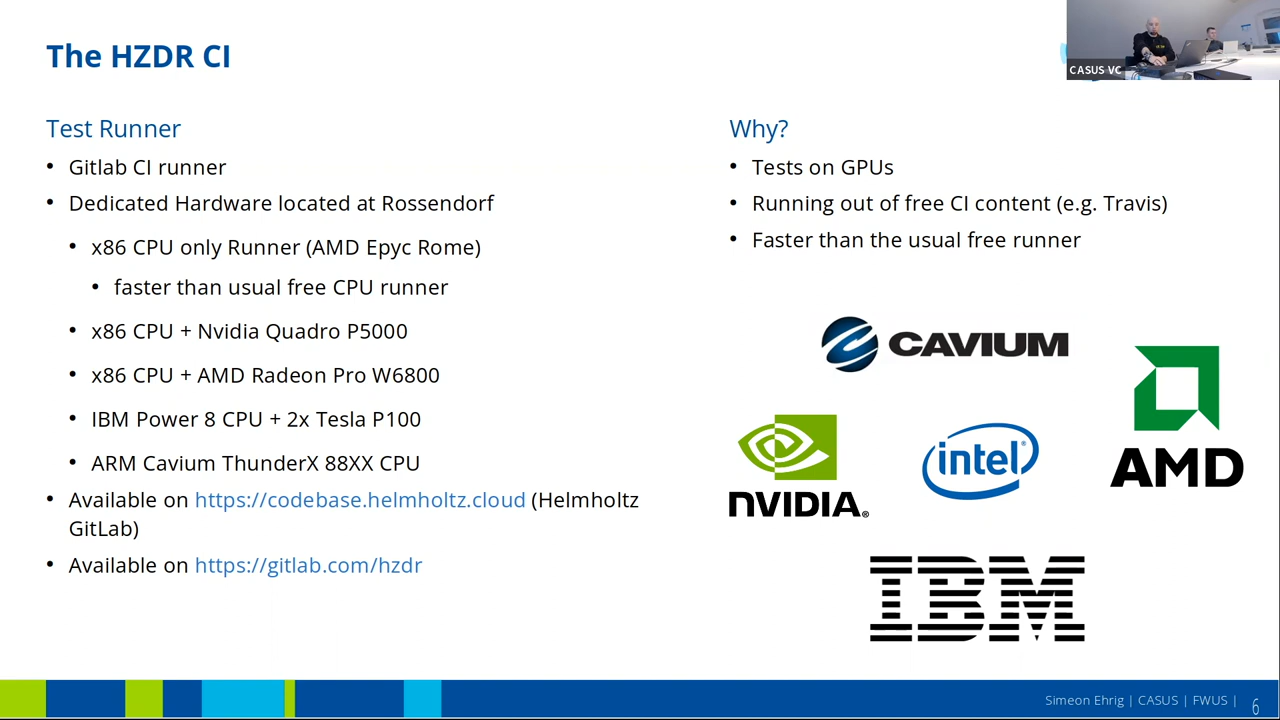 The HZDR CI
CASUS VC
Test Runner
• Gitlab CI runner
• Dedicated Hardware located at Rossendorf
• x86 CPU only Runner (AMD Epyc Rome)
• faster than usual free CPU runner
• x86 CPU + Nvidia Quadro P5000
• x86 CPU + AMD Radeon Pro W6800
• IBM Power 8 CPU + 2x Tesla P100
• ARM Cavium ThunderX 88XX CPU
• Available on https://codebase.helmholtz.cloud (Helmholtz
GitLab)
• Available on https://gitlab.com/hzdr
Why?
• Tests on GPUs
• Running out of free CI content (e.g. Travis)
• Faster than the usual free runner
CAVIUM
AMD
NVIDIA®
intel®
IBM
Simeon Ehrig | CASUS | FWUS |
6